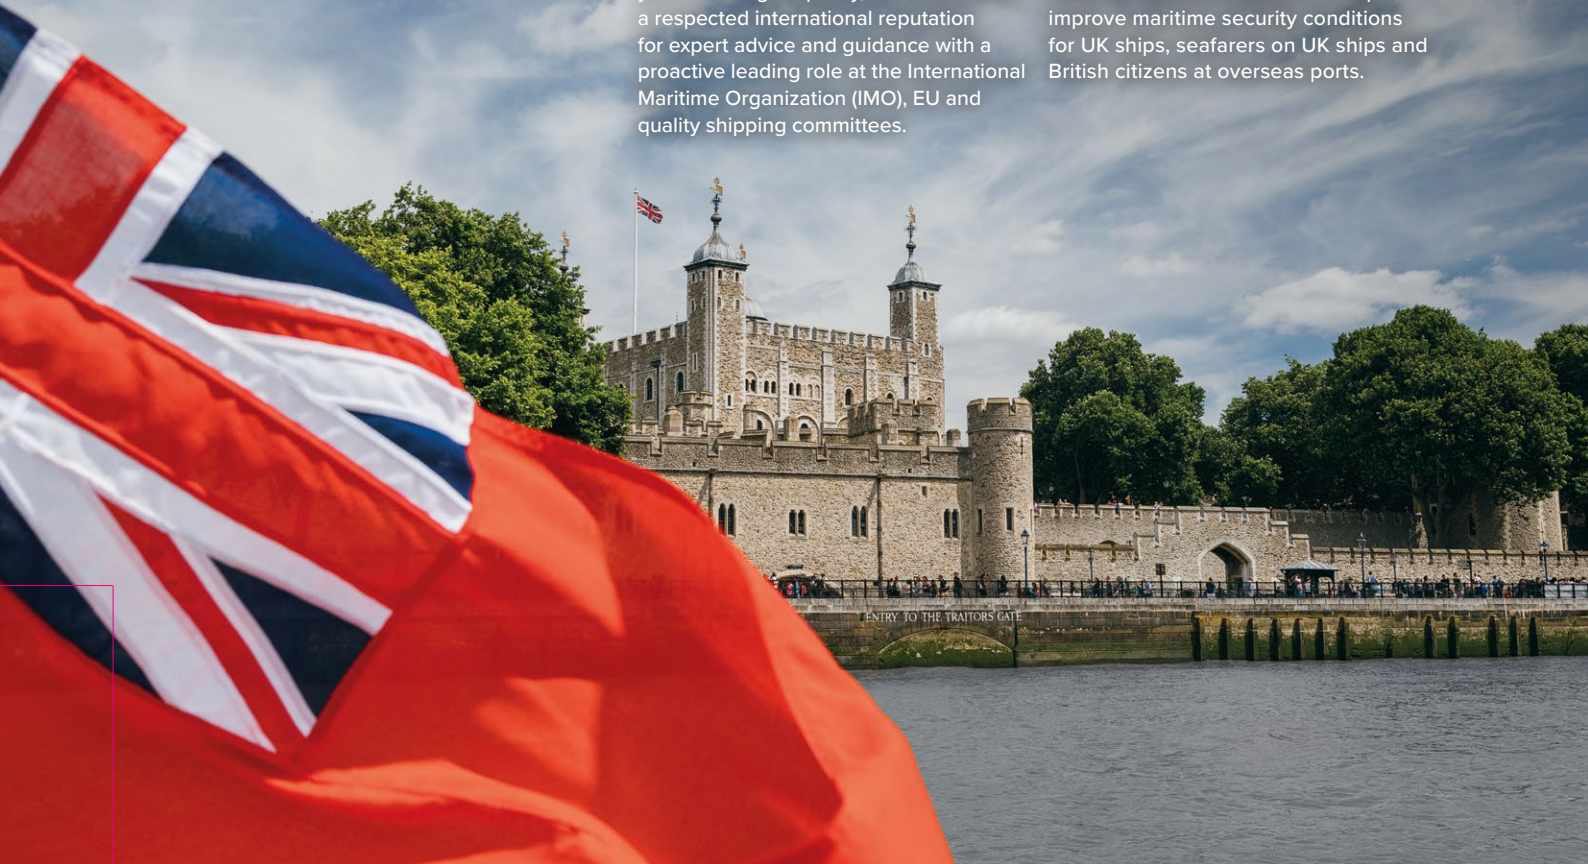 a respected international reputation
for expert advice and guidance with a
proactive leading role at the International
Maritime Organization (IMO), EU and
quality shipping committees.
improve maritime security conditions
for UK ships, seafarers on UK ships and
British citizens at overseas ports.
ENTRY TO THE TRAITORS GATE